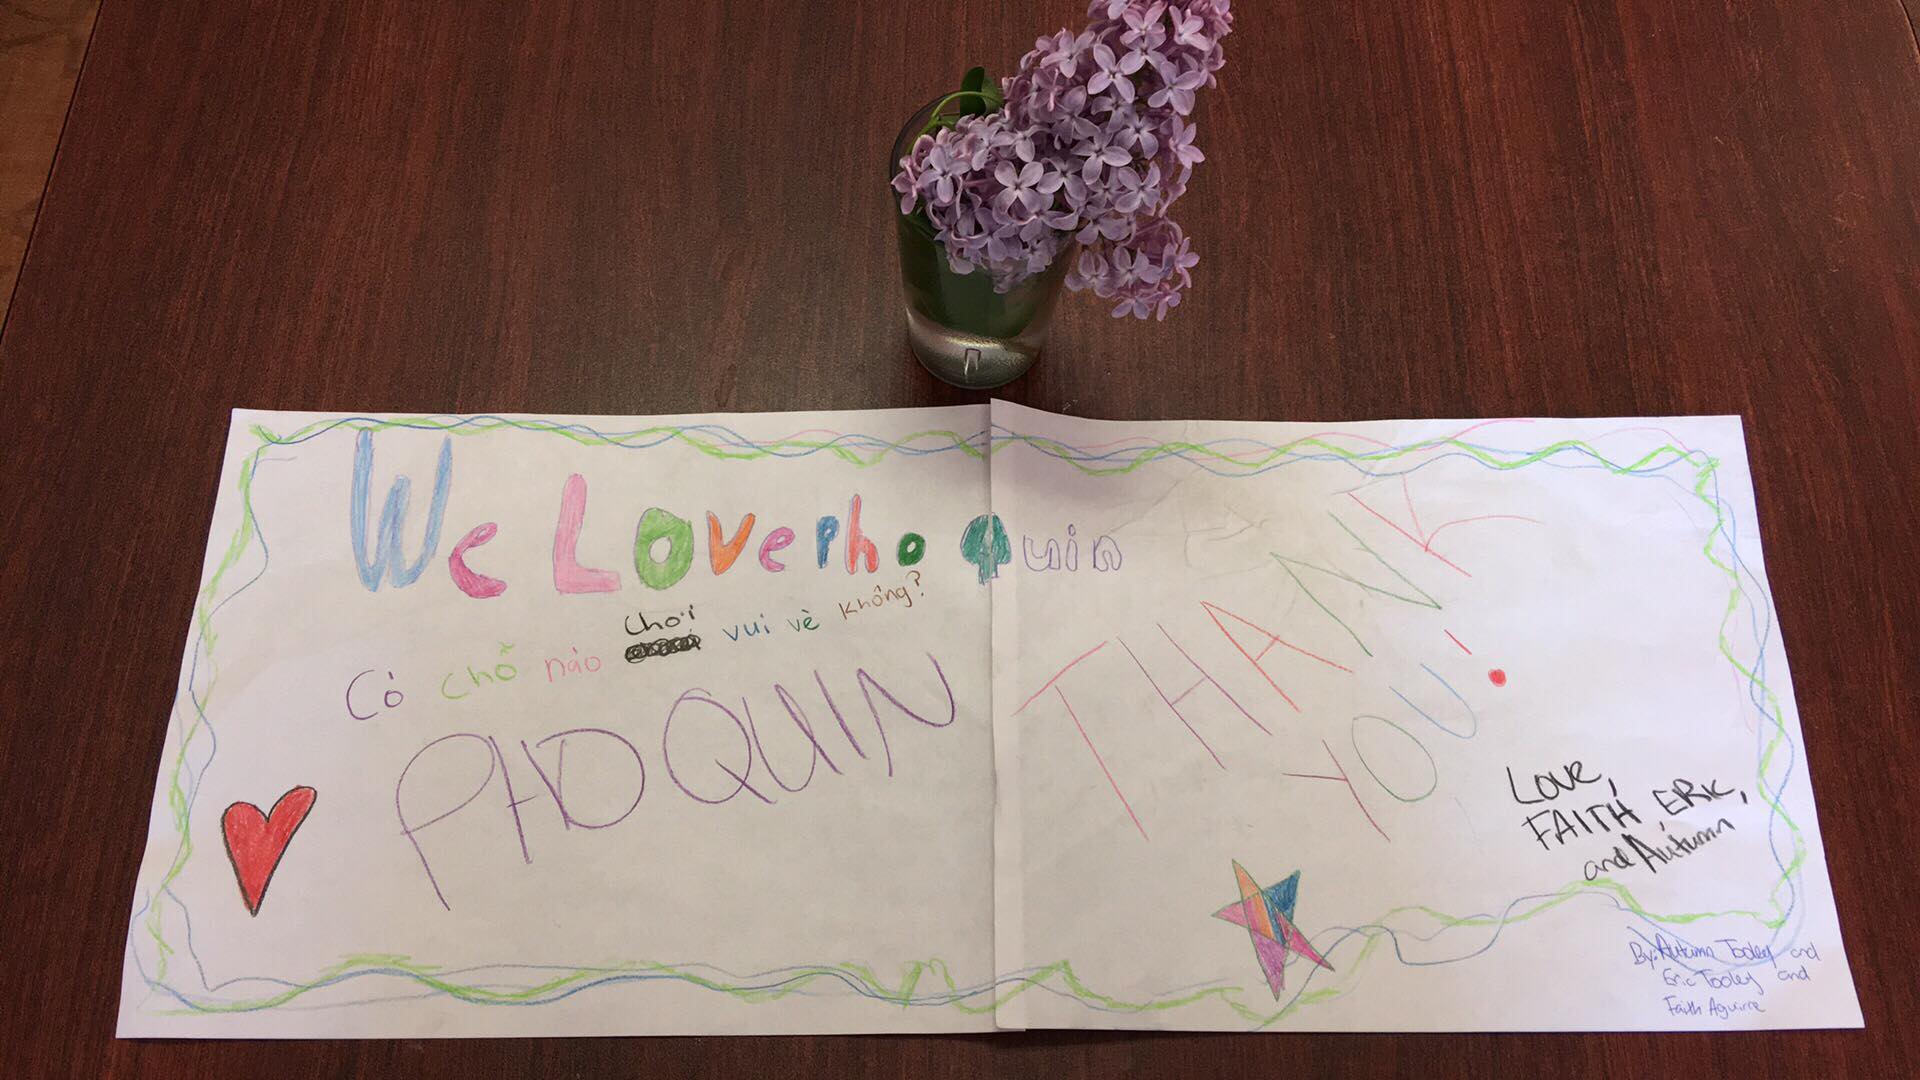 We Love Pho Quin
Có chỗ nào chơi vui vè không?
PHO QUIN
THANK
YOU!
Love,
FAITH ERIC,
and Autumn
By: Autumn Tooley and
Eric Tooley and
Faith Aguirre